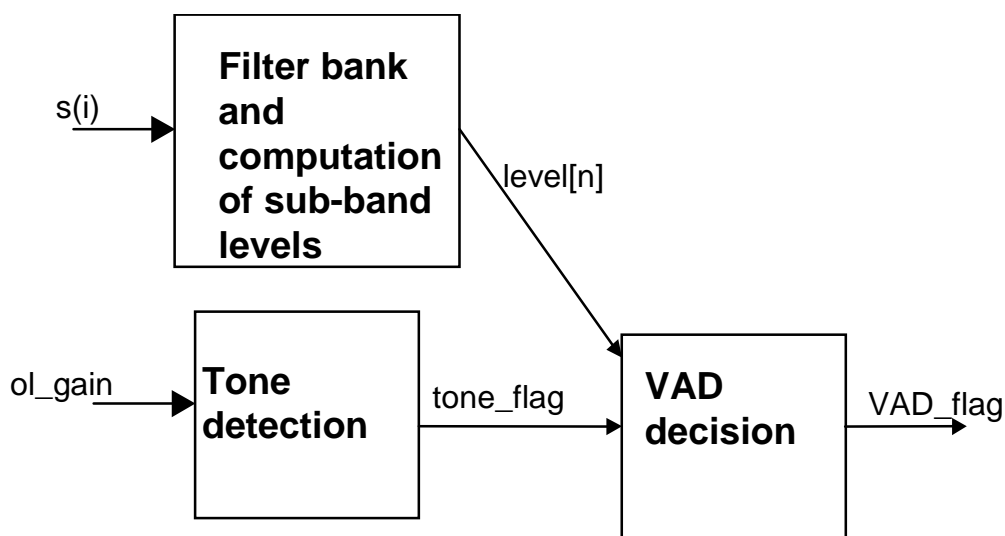 s(i)
Filter bank
and
computation
of sub-band
levels
level[n]
ol_gain
Tone
detection
tone_flag
VAD
decision
VAD_flag